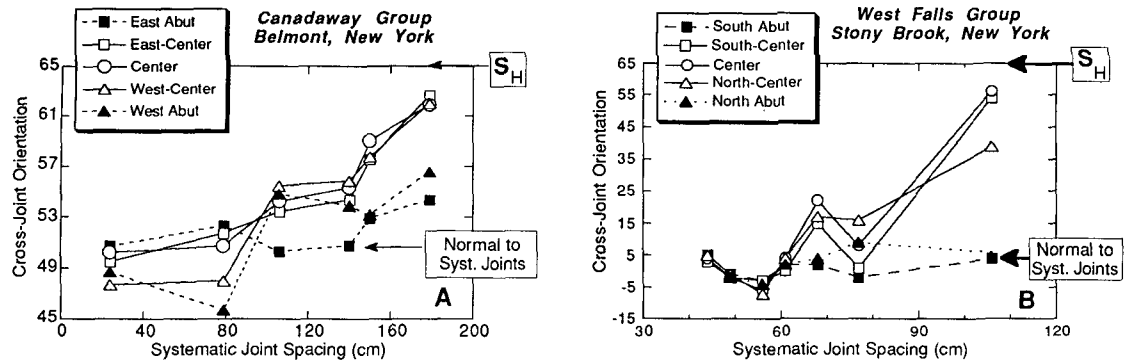 East Abut
East-Center
Center
West-Center
West Abut
Canadaway Group
Belmont, New York
SH
Cross-Joint Orientation
65
61
57
53
49
45
Normal to
Syst. Joints
A
0
40
80
120
160
200
Systematic Joint Spacing (cm)
South Abut
South-Center
Center
North-Center
North Abut
West Falls Group
Stony Brook, New York
SH
Cross-Joint Orientation
65
55
45
35
25
15
5
-5
-15
Normal to
Syst. Joints
B
30
60
90
120
Systematic Joint Spacing (cm)